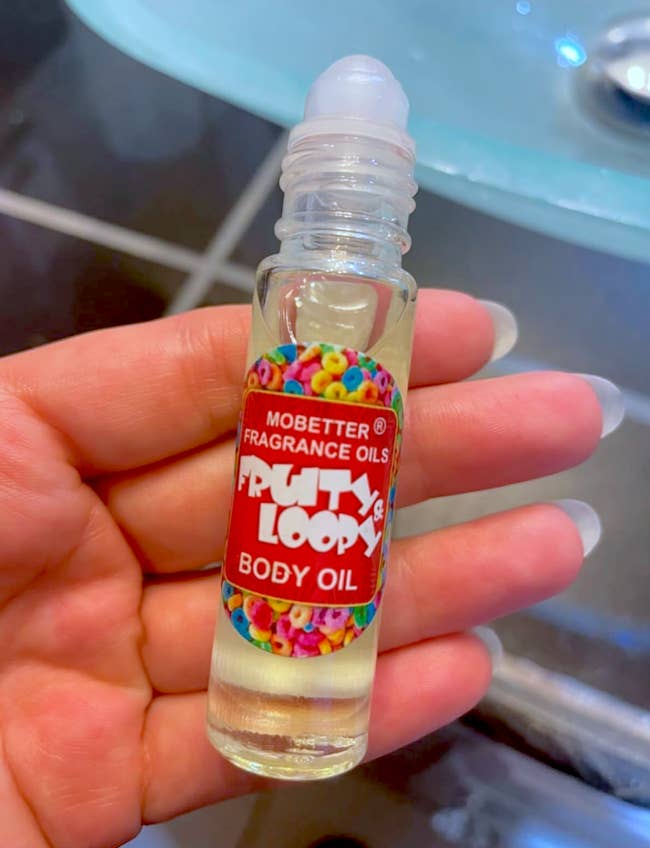 MOBETTER ®
FRAGRANCE OILS
FRUITY &
LOOPY
BODY OIL